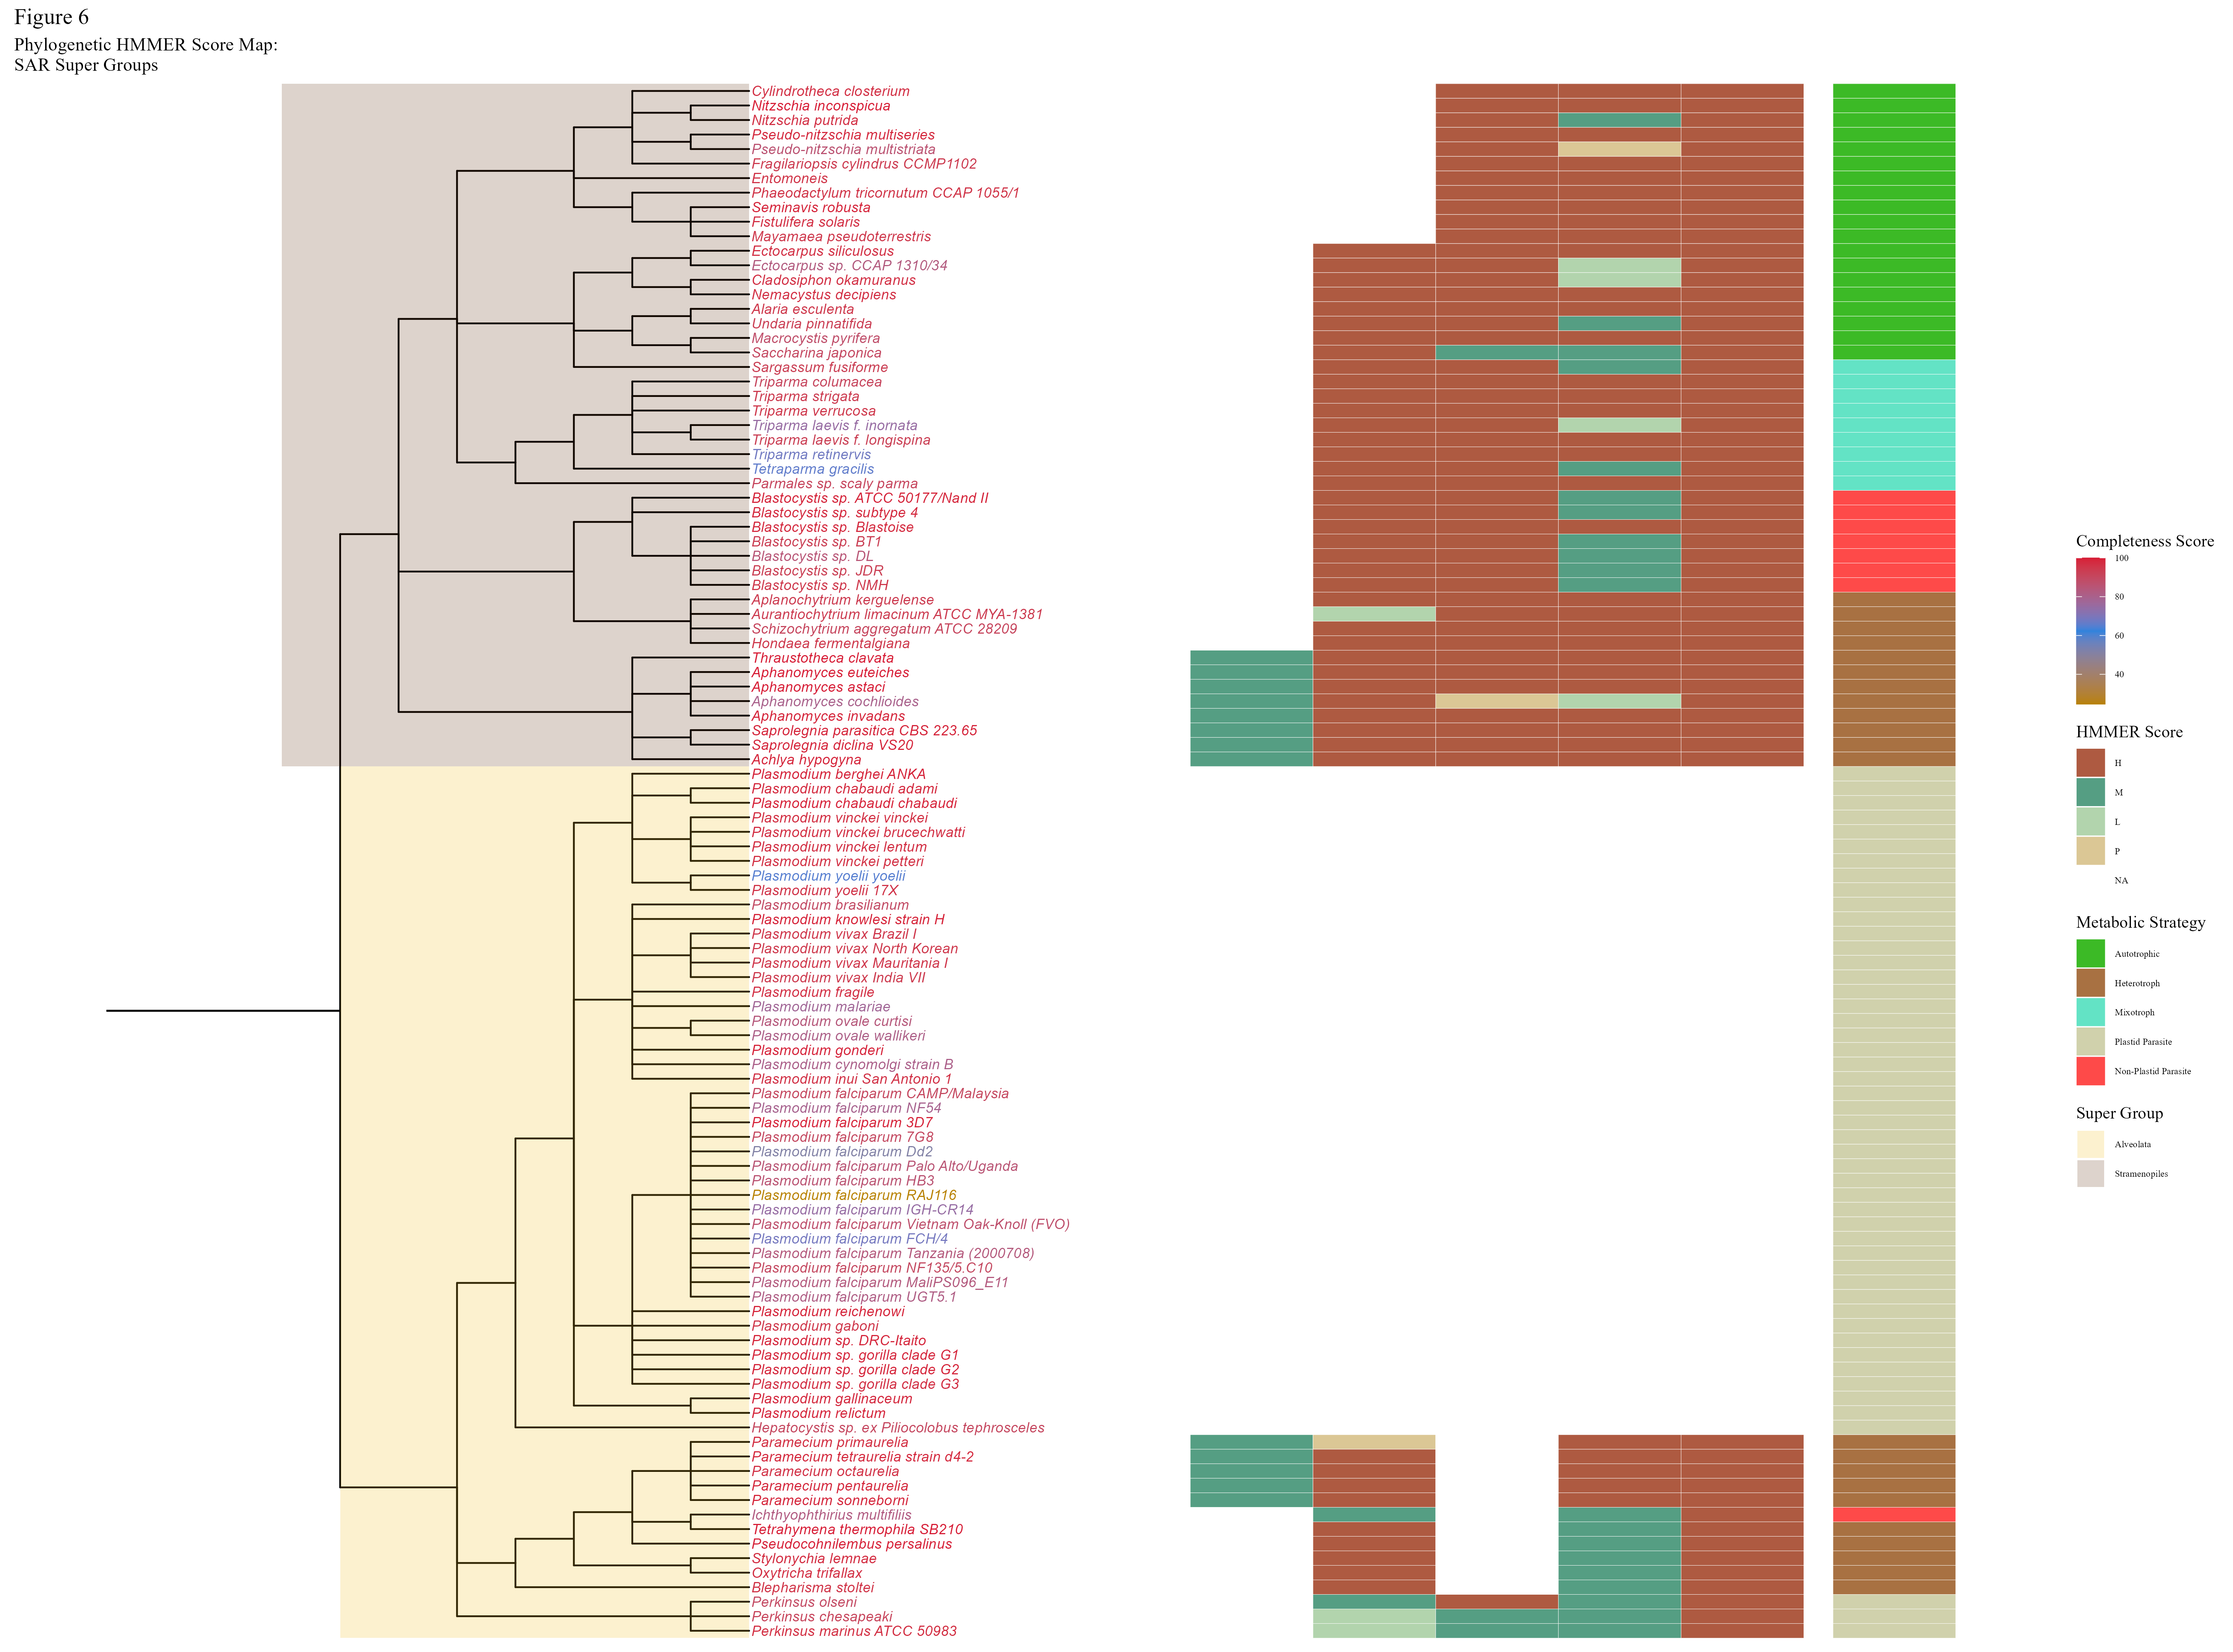 Figure 6
Phylogenetic HMMER Score Map:
SAR Super Groups
Cylindrotheca closterium
Nitzschia inconspicua
Nitzschia putrida
Pseudo-nitzschia multiseries
Pseudo-nitzschia multistriata
Fragilariopsis cylindrus CCMP1102
Entomoneis
Phaeodactylum tricornutum CCAP 1055/1
Seminavis robusta
Fistulifera solaris
Mayamaea pseudoterrestris
Ectocarpus siliculosus
Ectocarpus sp. CCAP 1310/34
Cladosiphon okamuranus
Nemacystus decipiens
Alaria esculenta
Undaria pinnatifida
Macrocystis pyrifera
Saccharina japonica
Sargassum fusiforme
Triparma columacea
Triparma strigata
Triparma verrucosa
Triparma laevis f. inornata
Triparma laevis f. longispina
Triparma retinervis
Tetraparma gracilis
Parmales sp. scaly parma
Blastocystis sp. ATCC 50177/Nand II
Blastocystis sp. subtype 4
Blastocystis sp. Blastoise
Blastocystis sp. BT1
Blastocystis sp. DL
Blastocystis sp. JDR
Blastocystis sp. NMH
Aplanochytrium kerguelense
Aurantiochytrium limacinum ATCC MYA-1381
Schizochytrium aggregatum ATCC 28209
Hondaea fermentalgiana
Thraustotheca clavata
Aphanomyces euteiches
Aphanomyces astaci
Aphanomyces cochlioides
Aphanomyces invadans
Saprolegnia parasitica CBS 223.65
Saprolegnia diclina VS20
Achlya hypogyna
Plasmodium berghei ANKA
Plasmodium chabaudi adami
Plasmodium chabaudi chabaudi
Plasmodium vinckei vinckei
Plasmodium vinckei brucechwatti
Plasmodium vinckei lentum
Plasmodium vinckei petteri
Plasmodium yoelii yoelii
Plasmodium yoelii 17X
Plasmodium brasilianum
Plasmodium knowlesi strain H
Plasmodium vivax Brazil I
Plasmodium vivax North Korean
Plasmodium vivax Mauritania I
Plasmodium vivax India VII
Plasmodium fragile
Plasmodium malariae
Plasmodium ovale curtisi
Plasmodium ovale wallikeri
Plasmodium gonderi
Plasmodium cynomolgi strain B
Plasmodium inui San Antonio 1
Plasmodium falciparum CAMP/Malaysia
Plasmodium falciparum NF54
Plasmodium falciparum 3D7
Plasmodium falciparum 7G8
Plasmodium falciparum Dd2
Plasmodium falciparum Palo Alto/Uganda
Plasmodium falciparum HB3
Plasmodium falciparum RAJ116
Plasmodium falciparum IGH-CR14
Plasmodium falciparum Vietnam Oak-Knoll (FVO)
Plasmodium falciparum FCH/4
Plasmodium falciparum Tanzania (2000708)
Plasmodium falciparum NF135/5.C10
Plasmodium falciparum MaliPS096_E11
Plasmodium falciparum UGT5.1
Plasmodium reichenowi
Plasmodium gaboni
Plasmodium sp. DRC-Itaito
Plasmodium sp. gorilla clade G1
Plasmodium sp. gorilla clade G2
Plasmodium sp. gorilla clade G3
Plasmodium gallinaceum
Plasmodium relictum
Hepatocystis sp. ex Piliocolobus tephrosceles
Paramecium primaurelia
Paramecium tetraurelia strain d4-2
Paramecium octaurelia
Paramecium pentaurelia
Paramecium sonneborni
Ichthyophthirius multifiliis
Tetrahymena thermophila SB210
Pseudocohnilembus persalinus
Stylonychia lemnae
Oxytricha trifallax
Blepharisma stoltei
Perkinsus olseni
Perkinsus chesapeaki
Perkinsus marinus ATCC 50983
Completeness Score
100
80
60
40
HMMER Score
H
M
L
P
NA
Metabolic Strategy
Autotrophic
Heterotroph
Mixotroph
Plastid Parasite
Non-Plastid Parasite
Super Group
Alveolata
Stramenopiles